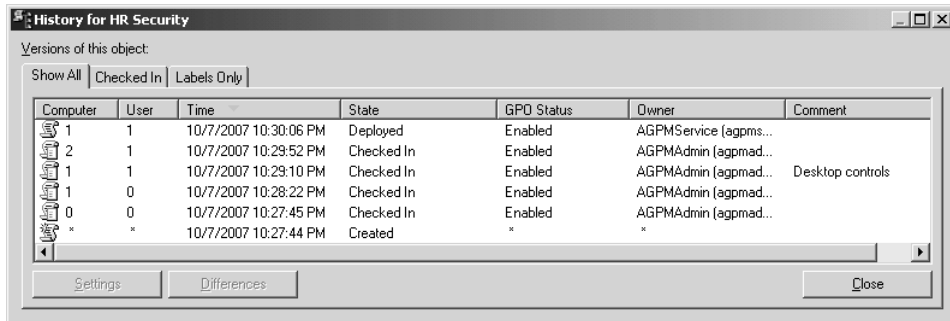 History for HR Security
Versions of this object:
Show All Checked In Labels Only
Computer User Time State GPO Status Owner Comment
1 1 10/7/2007 10:30:06 PM Deployed Enabled AGPMService (agpms...
2 1 10/7/2007 10:29:52 PM Checked In Enabled AGPMAdmin (agpmad...
1 1 10/7/2007 10:29:10 PM Checked In Enabled AGPMAdmin (agpmad... Desktop controls
1 0 10/7/2007 10:28:22 PM Checked In Enabled AGPMAdmin (agpmad...
0 0 10/7/2007 10:27:45 PM Checked In Enabled AGPMAdmin (agpmad...
* * 10/7/2007 10:27:44 PM Created * *
Settings Differences Close